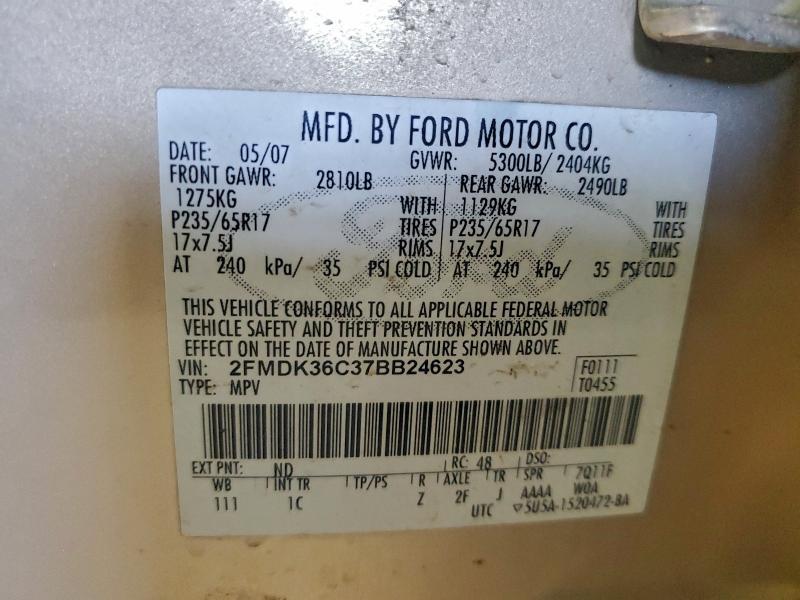 MFD. BY FORD MOTOR CO.
DATE: 05/07 GVWR: 5300LB/ 2404KG
FRONT GAWR: 2810LB REAR GAWR: 2490LB
1275KG WITH 1129KG WITH
P235/65R17 TIRES P235/65R17 TIRES
17x7.5J RIMS 17x7.5J RIMS
AT 240 kPa/ 35 PSI COLD AT 240 kPa/ 35 PSI COLD
Ford
THIS VEHICLE CONFORMS TO ALL APPLICABLE FEDERAL MOTOR
VEHICLE SAFETY AND THEFT PREVENTION STANDARDS IN
EFFECT ON THE DATE OF MANUFACTURE SHOWN ABOVE.
VIN: 2FMDK36C37BB24623 F0111
TYPE: MPV T0455
EXT PNT: ND RC: 48 DSO:
WB INT TR TP/PS R AXLE TR SPR 7Q11F
111 1C Z 2F J AAAA WOA
UTC ▽5USA-1520472-BA